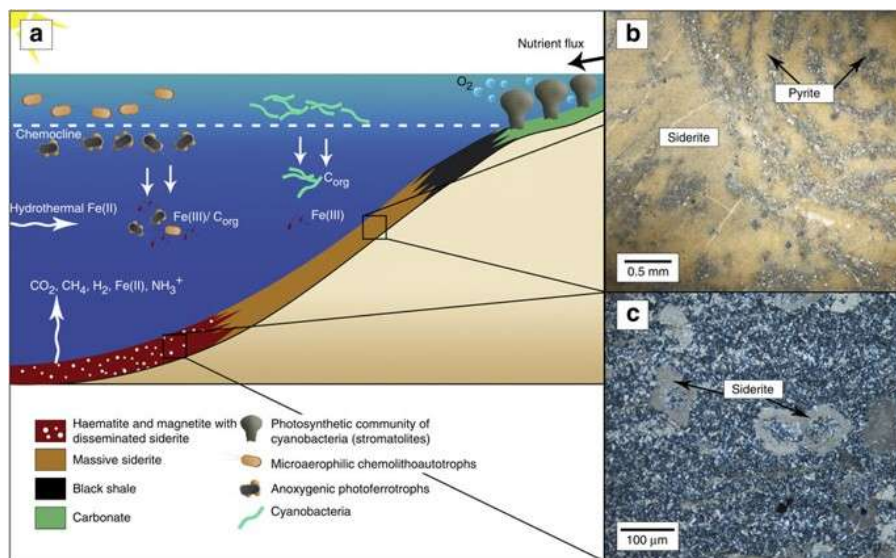 a
Nutrient flux
O2
Chemocline
Corg
Hydrothermal Fe(II)
Fe(III)/ Corg
Fe(III)
CO2, CH4, H2, Fe(II), NH3+
Haematite and magnetite with
disseminated siderite
Massive siderite
Black shale
Carbonate
Photosynthetic community of
cyanobacteria (stromatolites)
Microaerophilic chemolithoautotrophs
Anoxygenic photoferrotrophs
Cyanobacteria
b
Pyrite
Siderite
0.5 mm
c
Siderite
100 μm